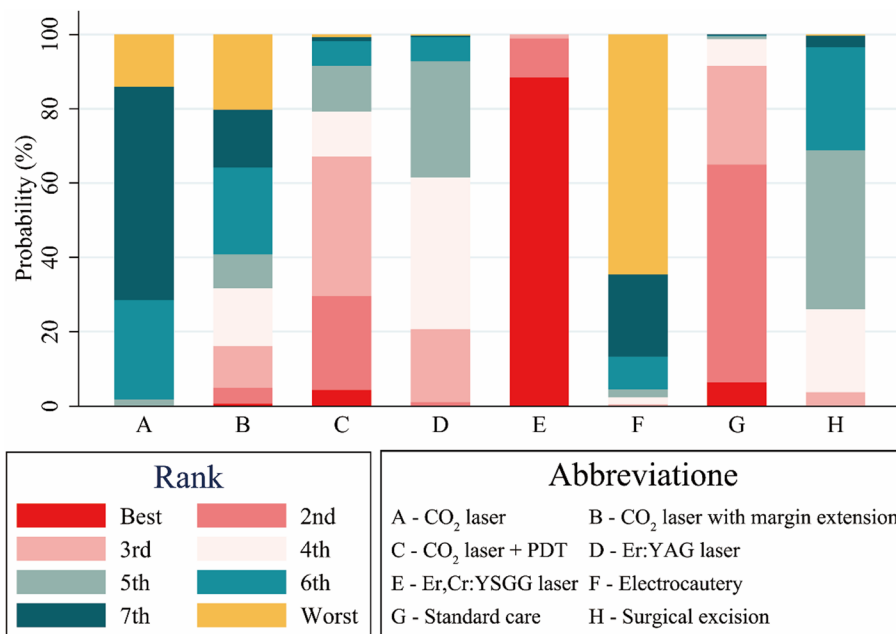 100
80
60
40
20
0
Probability (%)
A B C D E F G H
Rank
Best 2nd
3rd 4th
5th 6th
7th Worst
Abbreviatione
A - CO₂ laser B - CO₂ laser with margin extension
C - CO₂ laser + PDT D - Er:YAG laser
E - Er,Cr:YSGG laser F - Electrocautery
G - Standard care H - Surgical excision